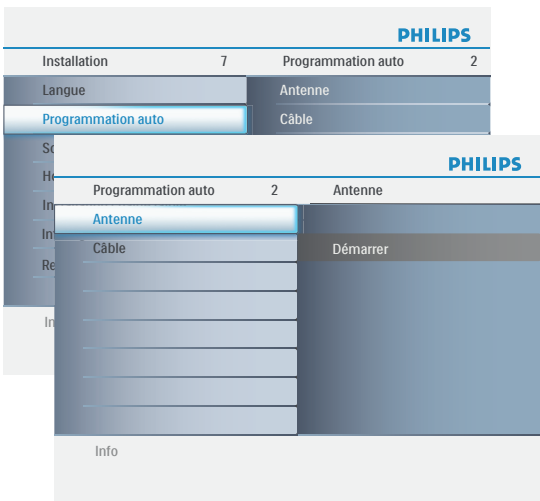 PHILIPS
Installation 7 Programmation auto 2
Langue Antenne
Programmation auto Câble
PHILIPS
Programmation auto 2 Antenne
Antenne
Câble Démarrer
Info